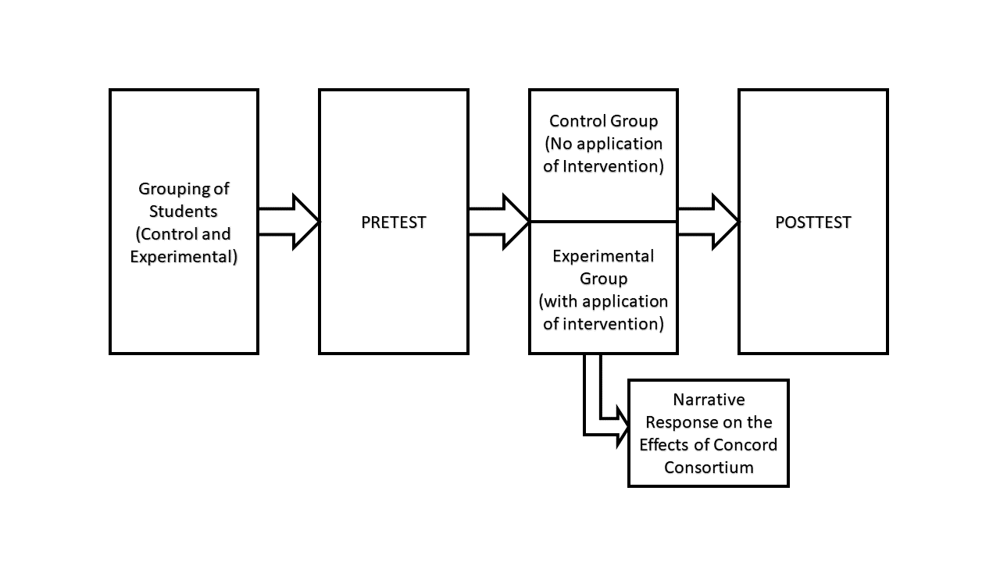 Grouping of
Students
(Control and
Experimental)
PRETEST
Control Group
(No application
of Intervention)
Experimental
Group
(with application
of intervention)
POSTTEST
Narrative
Response on the
Effects of Concord
Consortium